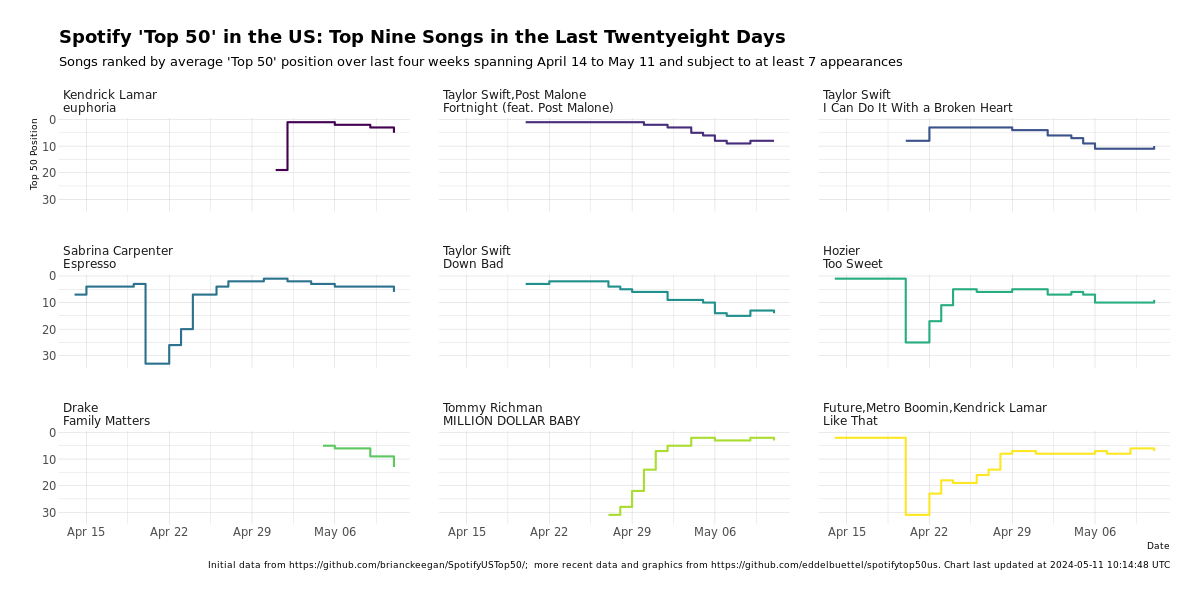 Spotify 'Top 50' in the US: Top Nine Songs in the Last Twentyeight Days
Songs ranked by average 'Top 50' position over last four weeks spanning April 14 to May 11 and subject to at least 7 appearances
Kendrick Lamar
euphoria
Taylor Swift,Post Malone
Fortnight (feat. Post Malone)
Taylor Swift
I Can Do It With a Broken Heart
Top 50 Position
0
10
20
30
Sabrina Carpenter
Espresso
Taylor Swift
Down Bad
Hozier
Too Sweet
0
10
20
30
Drake
Family Matters
Tommy Richman
MILLION DOLLAR BABY
Future,Metro Boomin,Kendrick Lamar
Like That
0
10
20
30
Apr 15 Apr 22 Apr 29 May 06
Apr 15 Apr 22 Apr 29 May 06
Apr 15 Apr 22 Apr 29 May 06
Date
Initial data from https://github.com/brianckeegan/SpotifyUSTop50/;  more recent data and graphics from https://github.com/eddelbuettel/spotifytop50us. Chart last updated at 2024-05-11 10:14:48 UTC